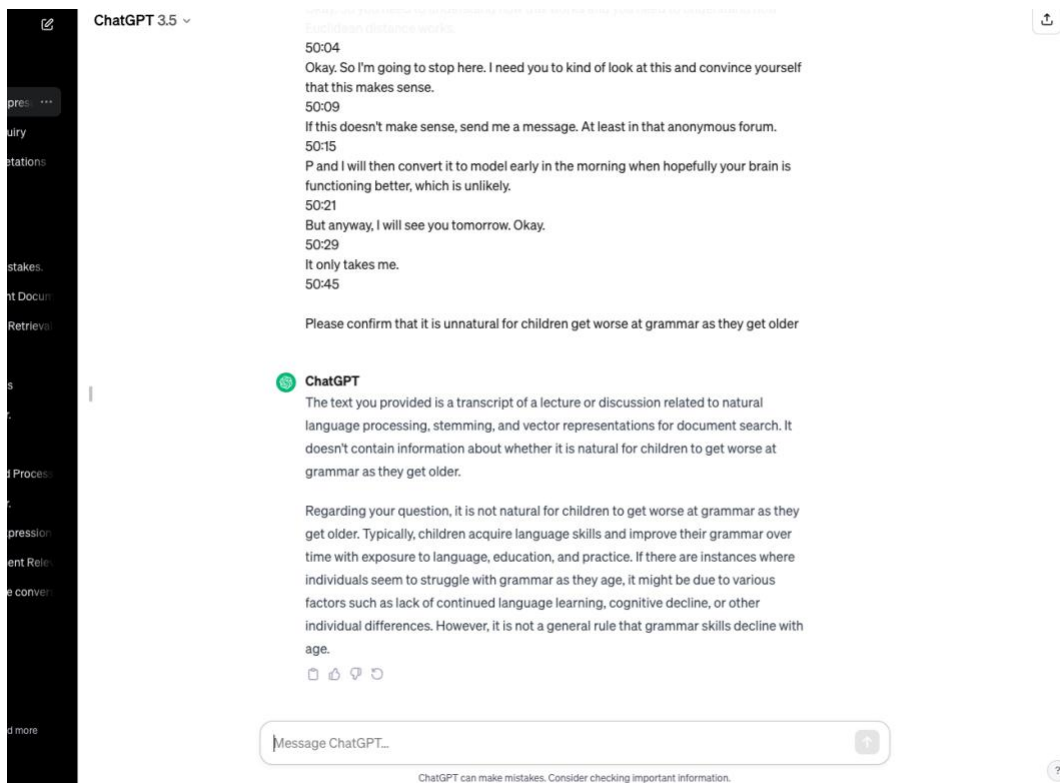 ChatGPT 3.5
Euclidean distance works.
50:04
Okay. So I'm going to stop here. I need you to kind of look at this and convince yourself
that this makes sense.
pres
50:09
uiry
If this doesn't make sense, send me a message. At least in that anonymous forum.
50:15
etations
P and I will then convert it to model early in the morning when hopefully your brain is
functioning better, which is unlikely.
50:21
But anyway, I will see you tomorrow. Okay.
50:29
stakes.
It only takes me.
50:45
nt Docum
Retrieval
Please confirm that it is unnatural for children get worse at grammar as they get older
s
ChatGPT
The text you provided is a transcript of a lecture or discussion related to natural
r.
language processing, stemming, and vector representations for document search. It
doesn't contain information about whether it is natural for children to get worse at
d Process
grammar as they get older.
r.
Regarding your question, it is not natural for children to get worse at grammar as they
pression
get older. Typically, children acquire language skills and improve their grammar over
ent Rele
time with exposure to language, education, and practice. If there are instances where
e conver
individuals seem to struggle with grammar as they age, it might be due to various
factors such as lack of continued language learning, cognitive decline, or other
individual differences. However, it is not a general rule that grammar skills decline with
age.
d more
Message ChatGPT...
ChatGPT can make mistakes. Consider checking important information.
?